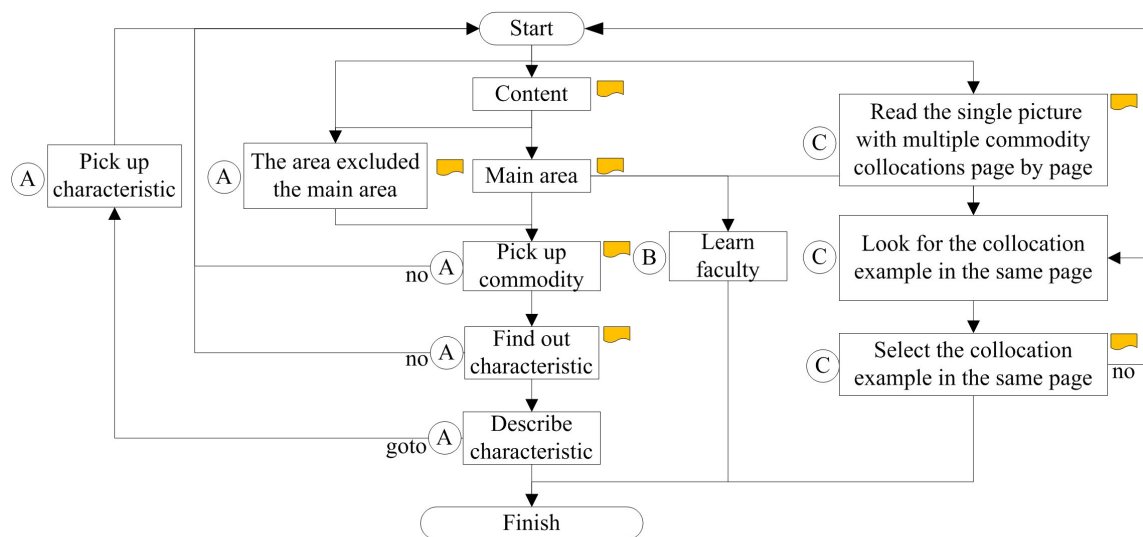 Start
Content
Read the single picture
with multiple commodity
collocations page by page
C
Pick up
characteristic
A
The area excluded
the main area
A
Main area
Pick up
commodity
A
no
Learn
faculty
B
Look for the collocation
example in the same page
C
Find out
characteristic
A
no
Select the collocation
example in the same page
C
no
Describe
characteristic
A
goto
Finish